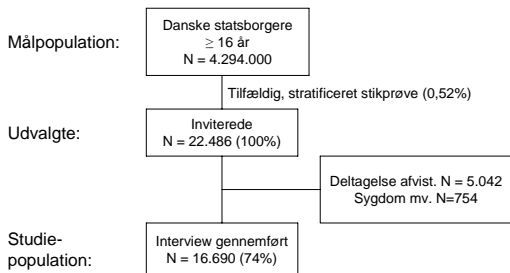 Målpopulation:
Danske statsborgere
≥ 16 år
N = 4.294.000
Tilfældig, stratificeret stikprøve (0,52%)
Udvalgte:
Inviterede
N = 22.486 (100%)
Deltagelse afvist. N = 5.042
Sygdom mv. N=754
Studie-
population:
Interview gennemført
N = 16.690 (74%)